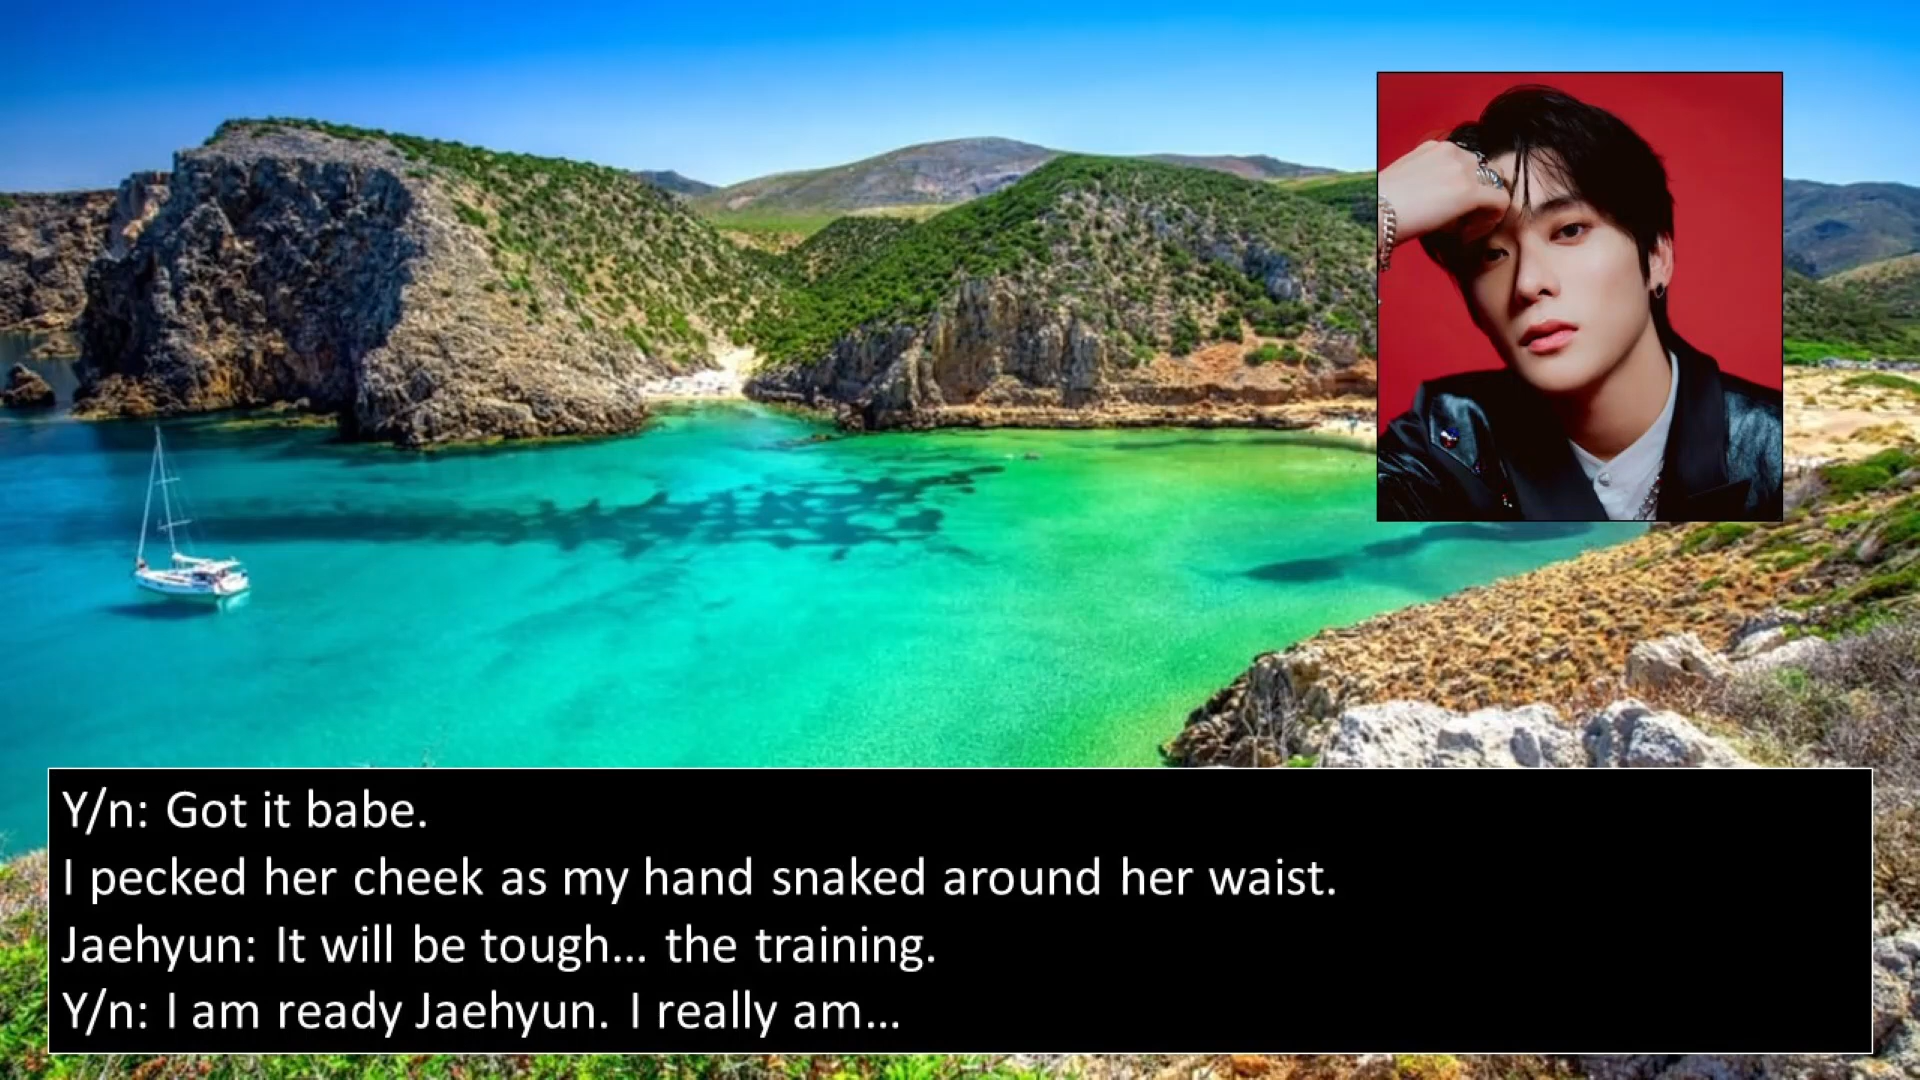 Y/n: Got it babe.
I pecked her cheek as my hand snaked around her waist.
Jaehyun: It will be tough... the training.
Y/n: I am ready Jaehyun. I really am...